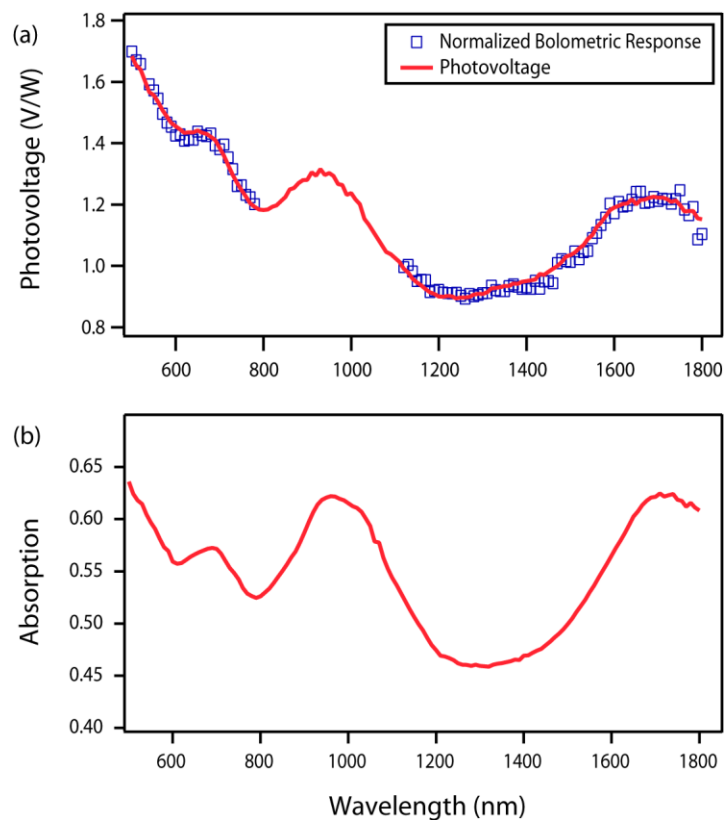 (a)
Photovoltage (V/W)
1.8
1.6
1.4
1.2
1.0
0.8
Normalized Bolometric Response
Photovoltage
600 800 1000 1200 1400 1600 1800
(b)
Absorption
0.65
0.60
0.55
0.50
0.45
0.40
600 800 1000 1200 1400 1600 1800
Wavelength (nm)